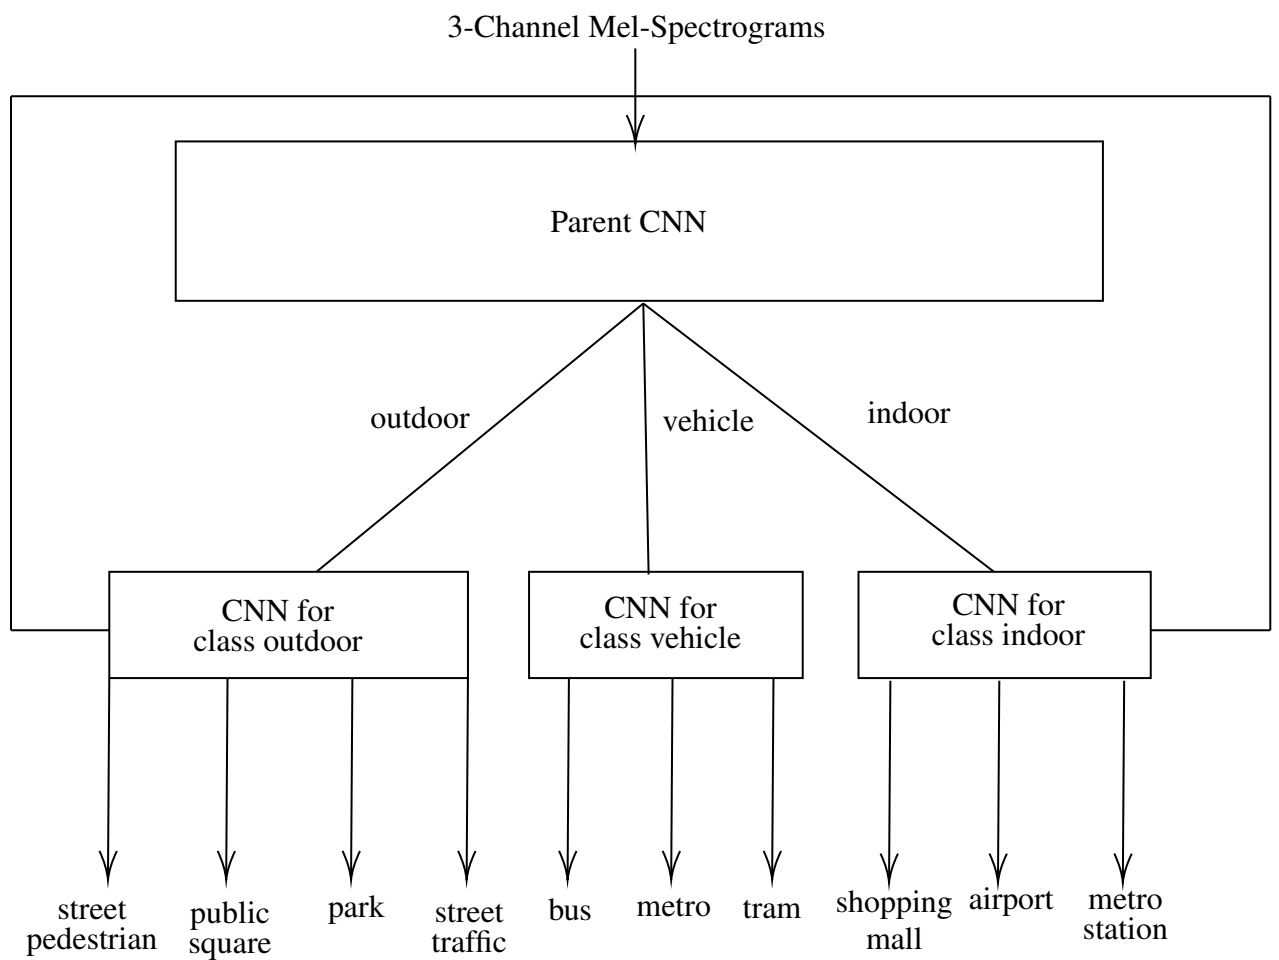 3-Channel Mel-Spectrograms
Parent CNN
outdoor
vehicle
indoor
CNN for
class outdoor
CNN for
class vehicle
CNN for
class indoor
street
pedestrian
public
square
park
street
traffic
bus
metro
tram
shopping
mall
airport
metro
station